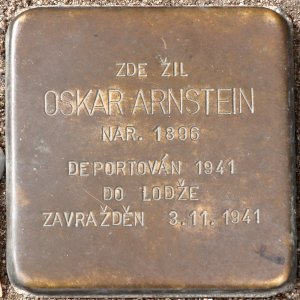 ZDE ŽIL
OSKAR ARNSTEIN
NAR. 1896
DEPORTOVÁN 1941
DO LODŽE
ZAVRAŽDĚN 3.11.1941